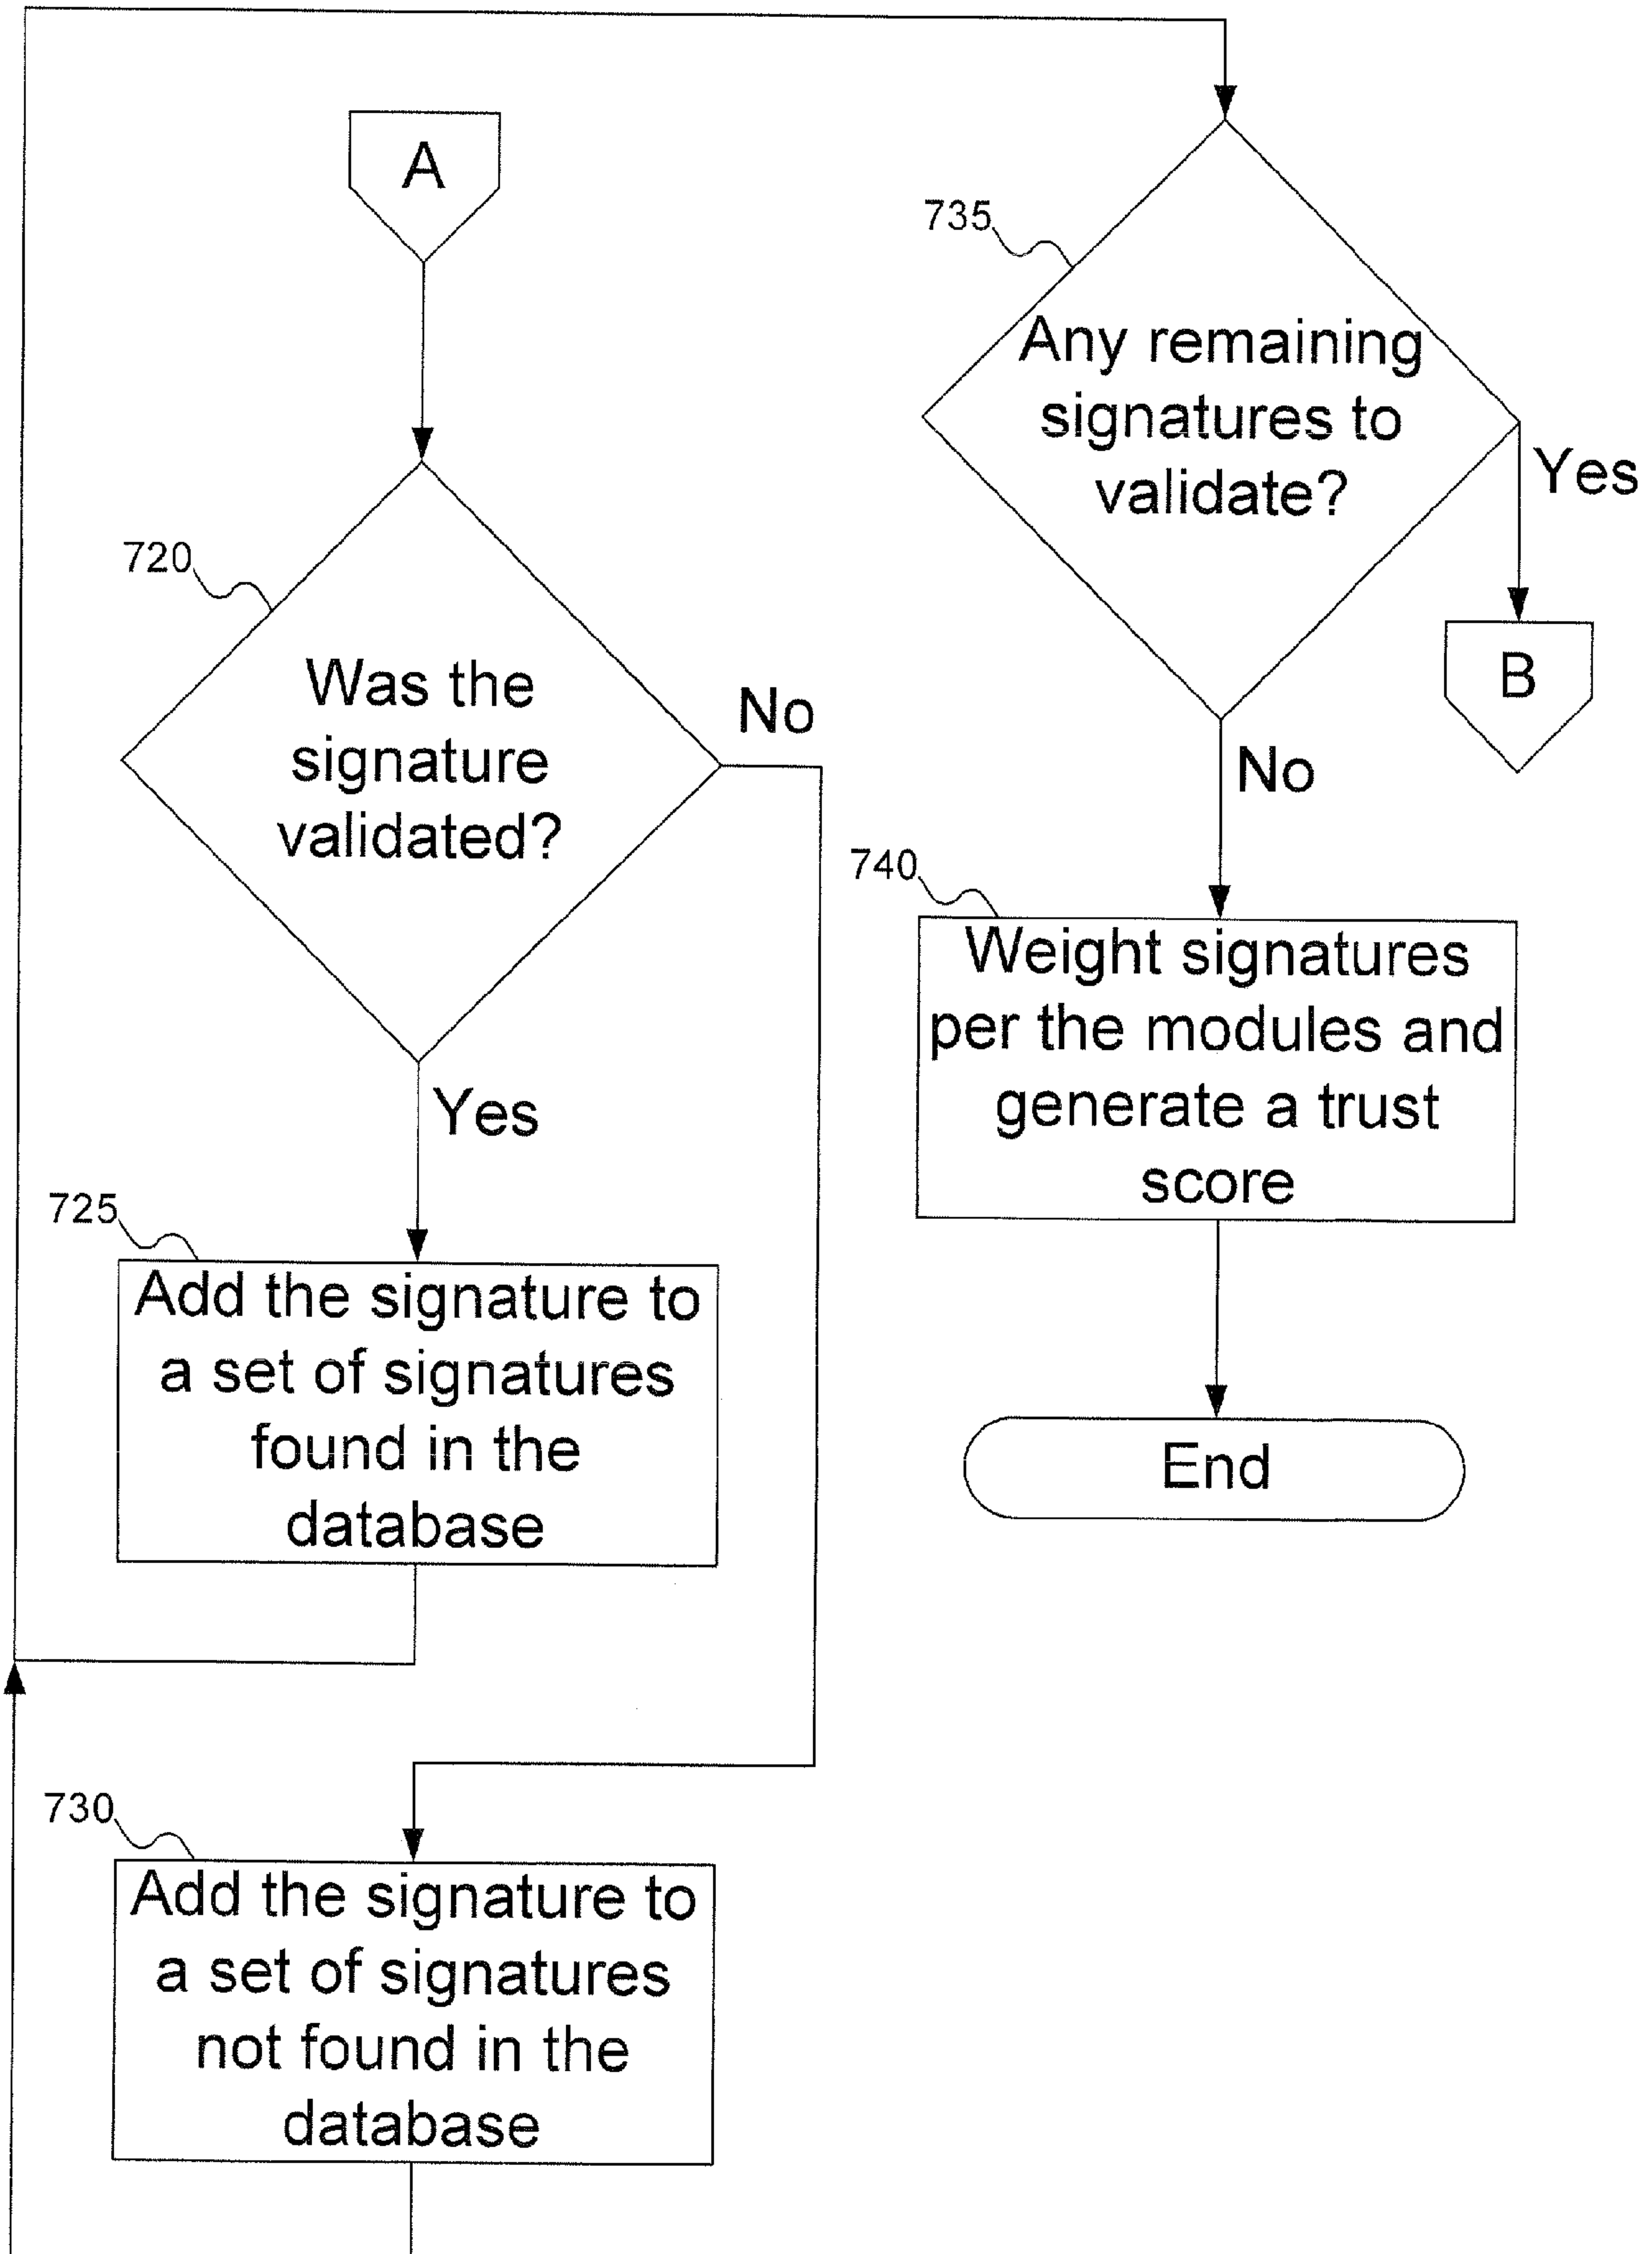 A
720
Was the
signature
validated?
No
Yes
725
Add the signature to
a set of signatures
found in the
database
730
Add the signature to
a set of signatures
not found in the
database
735
Any remaining
signatures to
validate?
Yes
B
No
740
Weight signatures
per the modules and
generate a trust
score
End